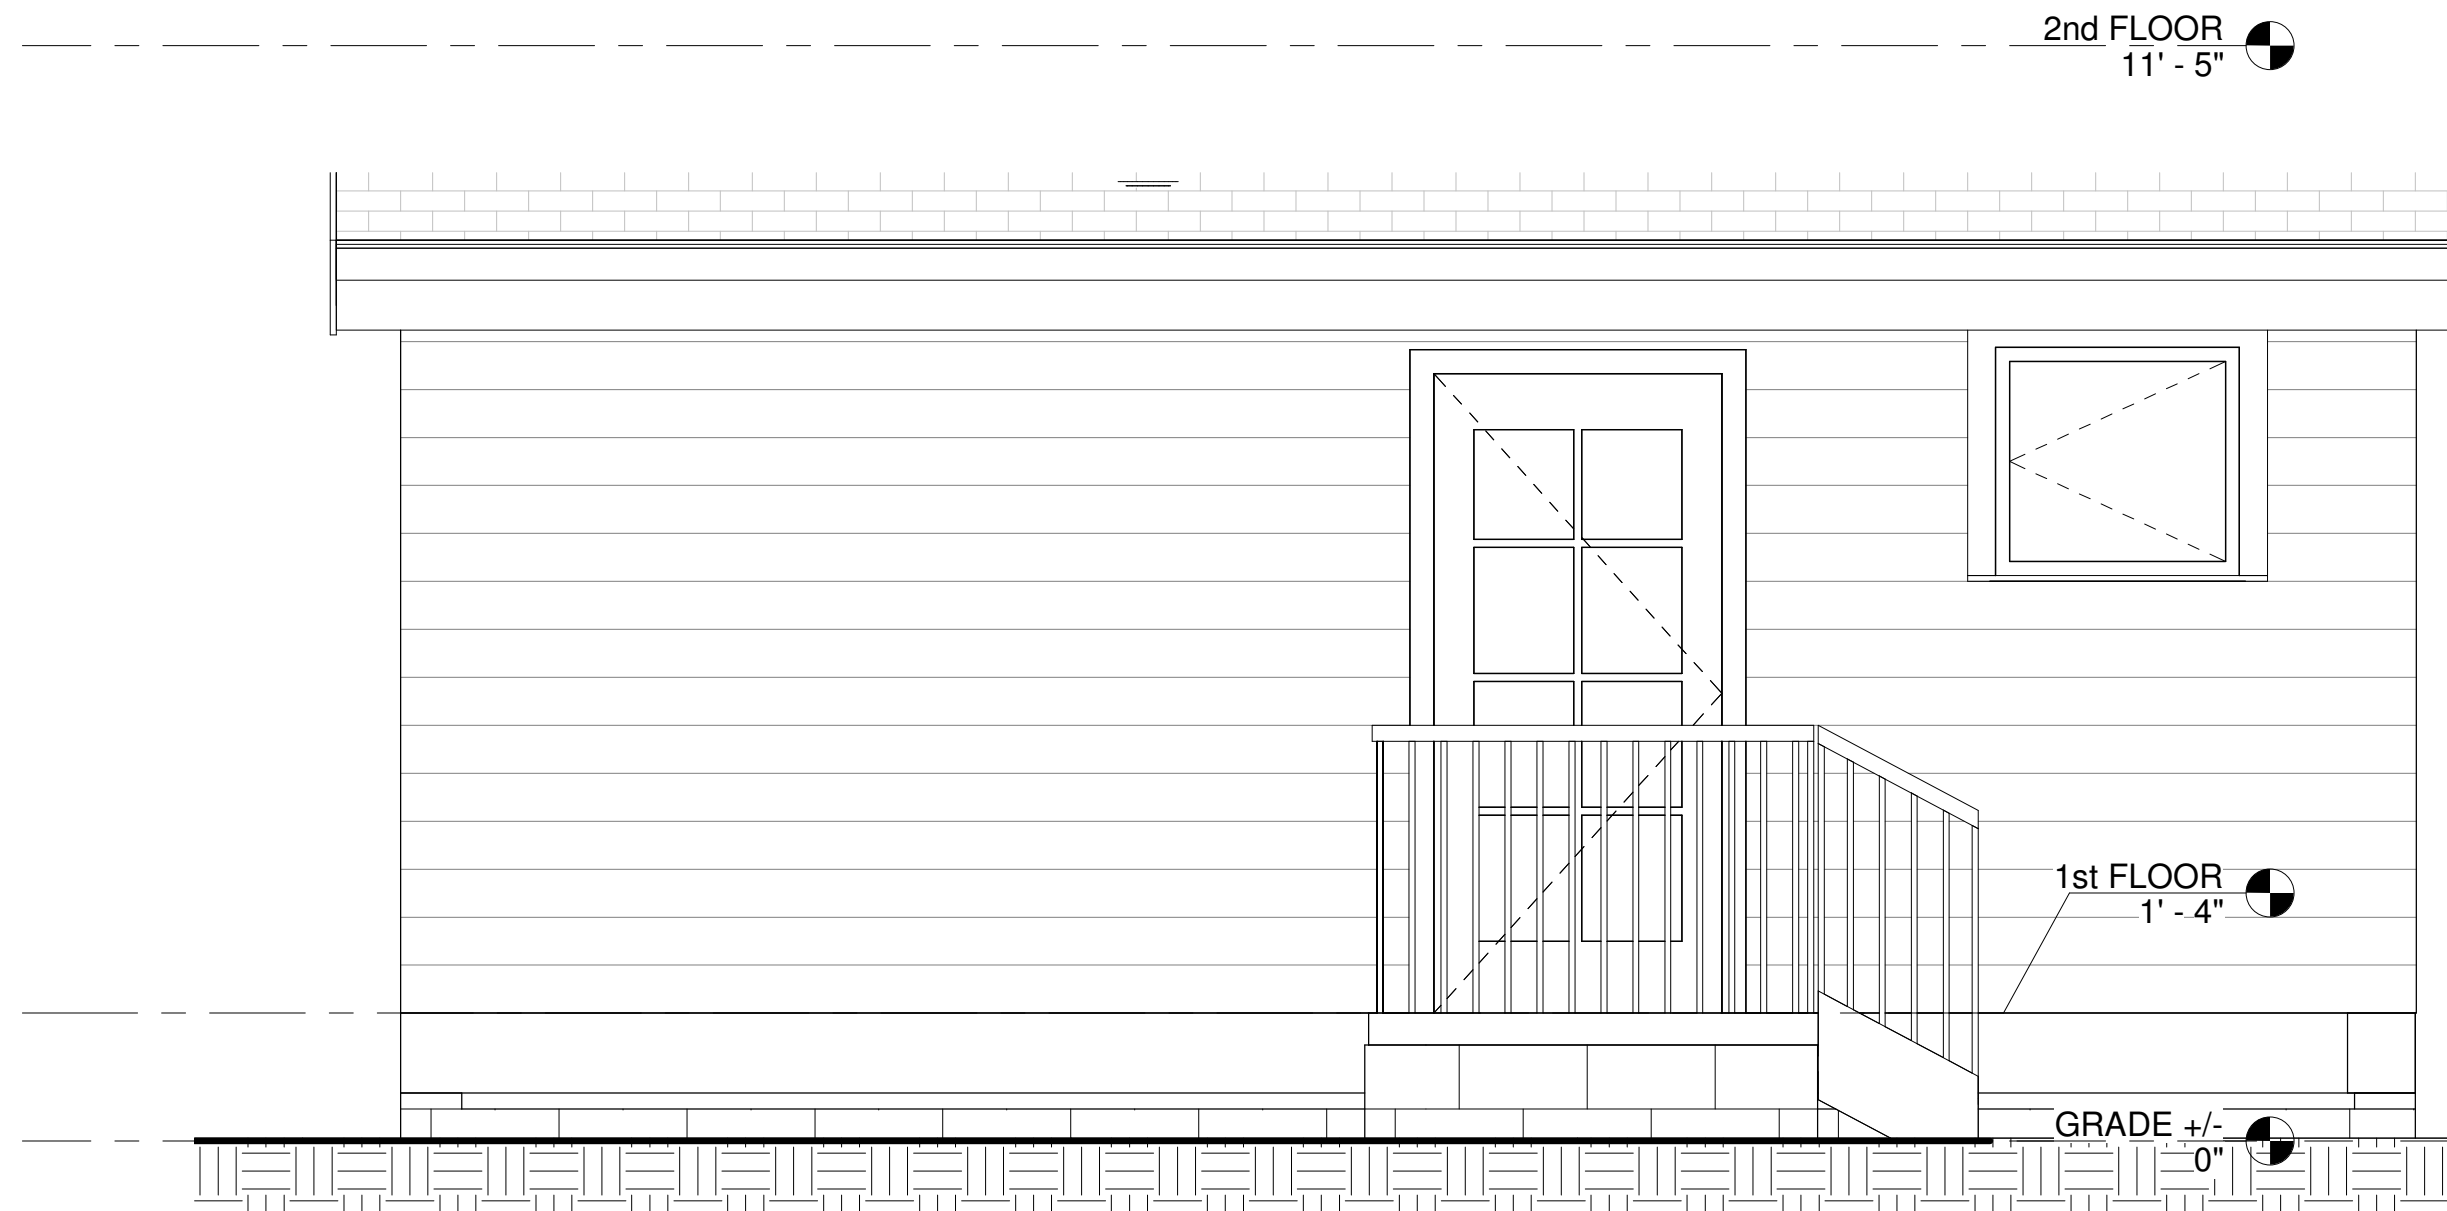 2nd FLOOR
11' - 5"
1st FLOOR
1' - 4"
GRADE +/-
0"